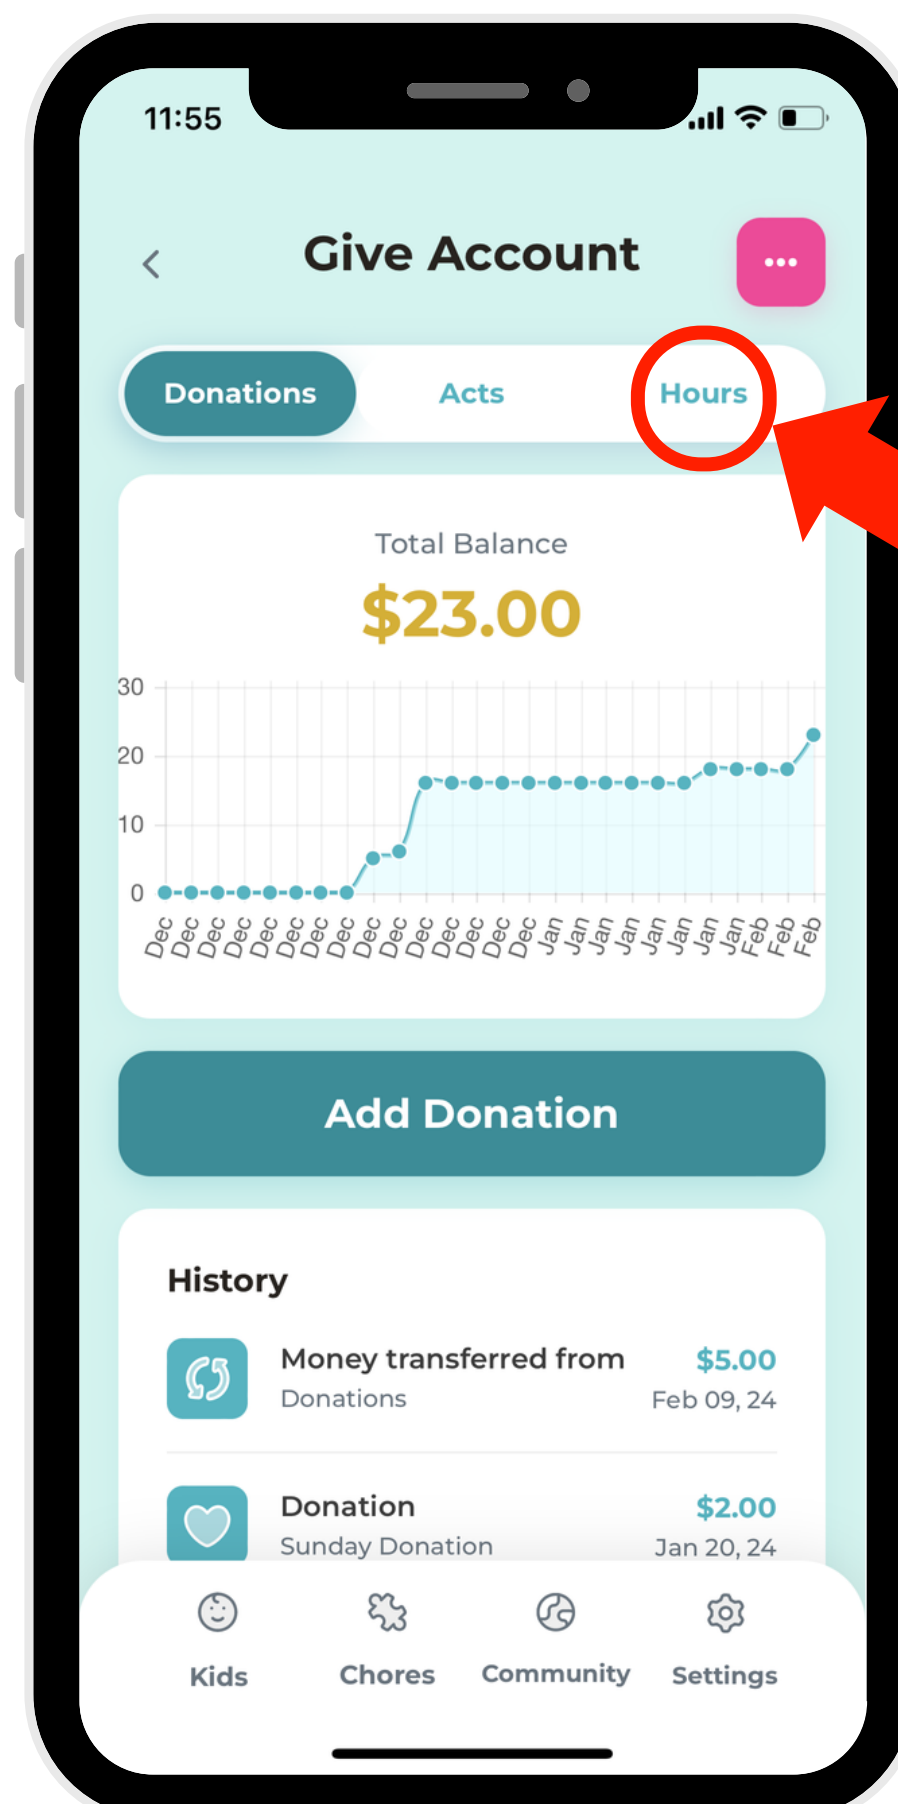 11:55
Give Account
Donations Acts Hours
Total Balance
$23.00
30
20
10
0
Dec Dec Dec Dec Dec Dec Dec Dec Dec Dec Dec Dec Dec Dec Dec Jan Jan Jan Jan Jan Jan Jan Jan Feb Feb Feb
Add Donation
History
Money transferred from $5.00
Donations Feb 09, 24
Donation $2.00
Sunday Donation Jan 20, 24
Kids Chores Community Settings